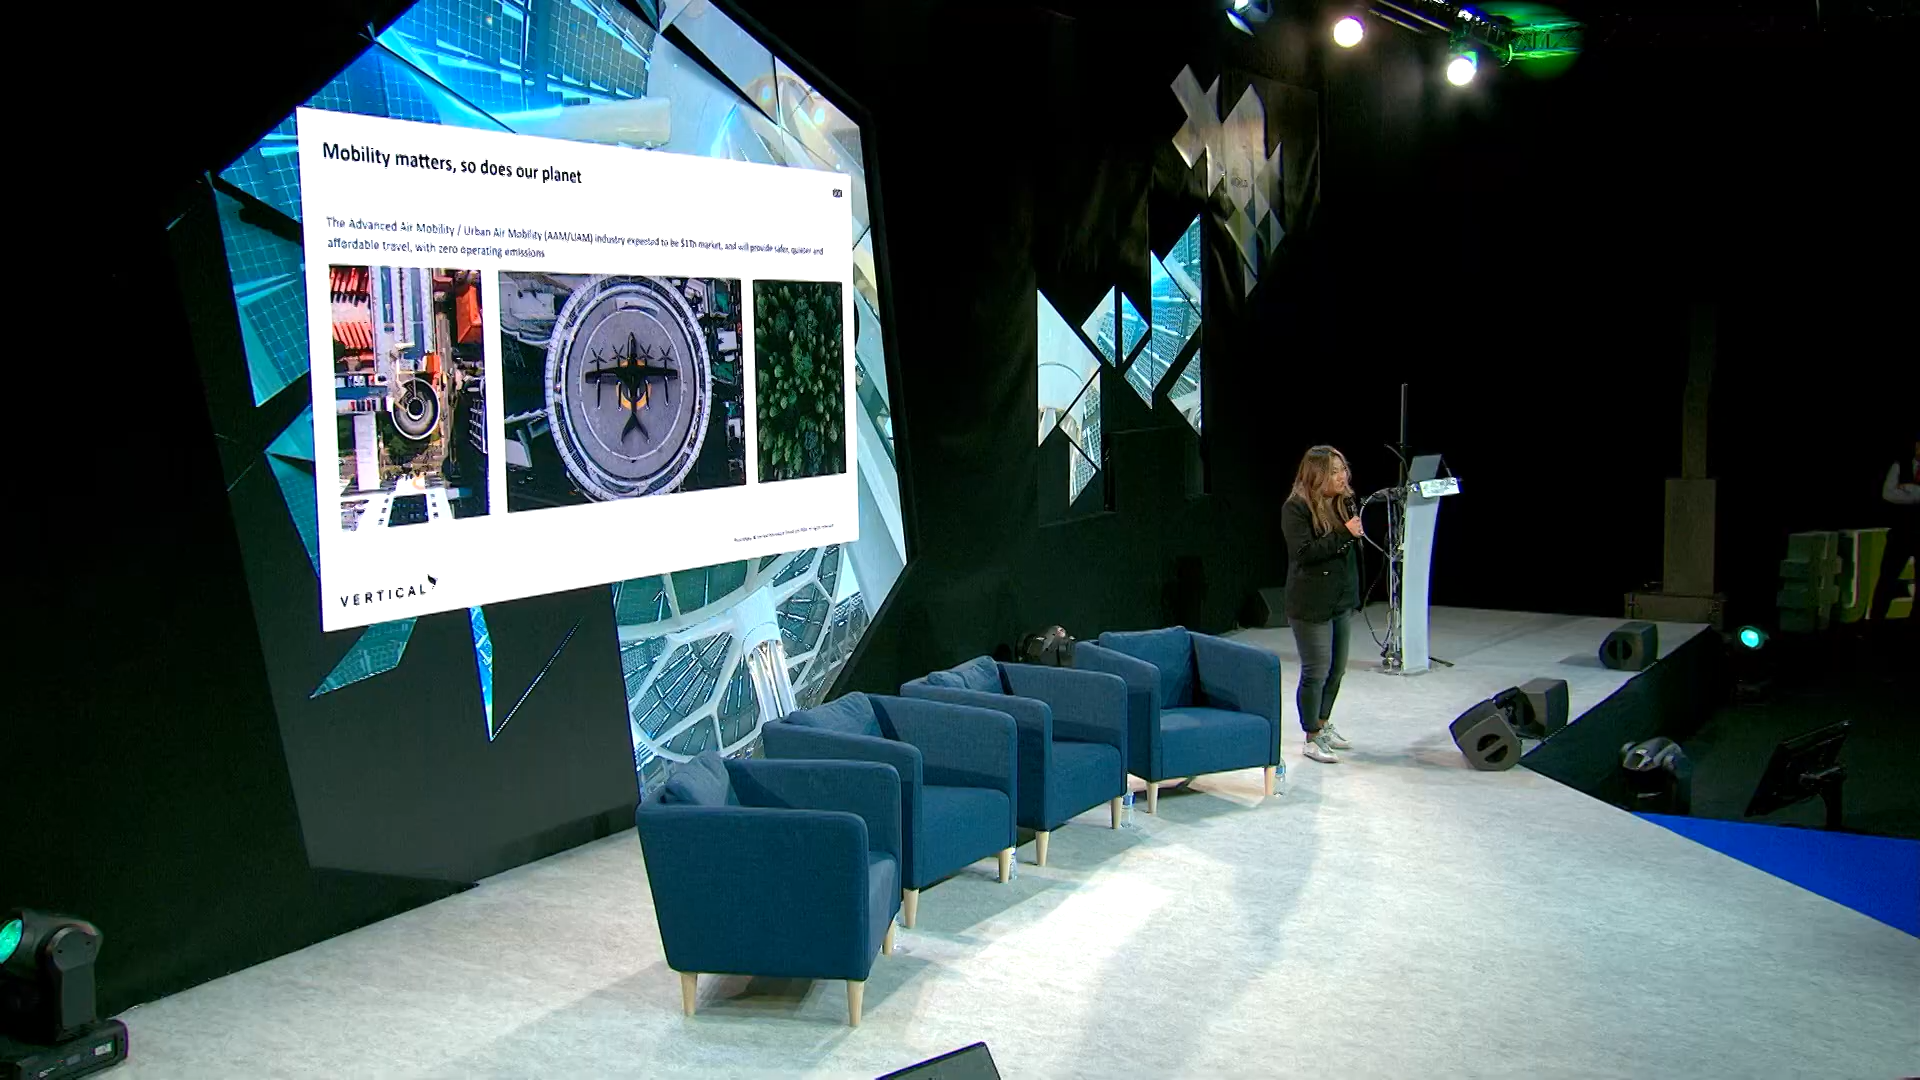 Mobility matters, so does our planet
The Advanced Air Mobility / Urban Air Mobility (AAM/UAM) industry expected to be $1Tn market, and will provide safer, quieter and
affordable travel, with zero operating emissions
VERTICAL